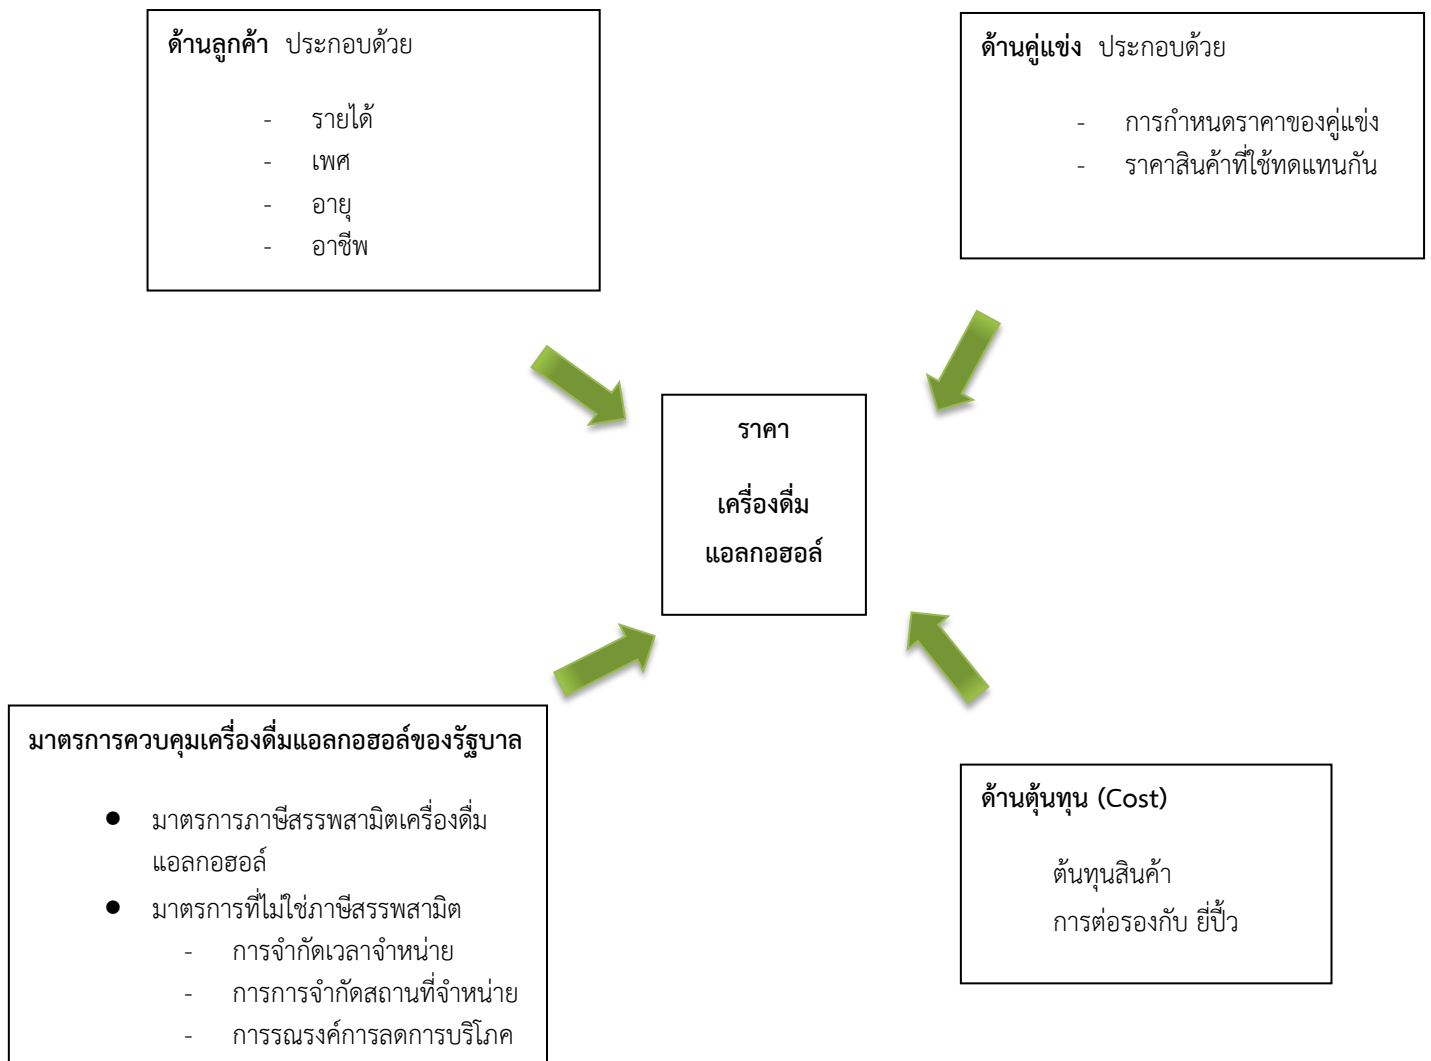 ด้านลูกค้า ประกอบด้วย
- รายได้
- เพศ
- อายุ
- อาชีพ
ด้านคู่แข่ง ประกอบด้วย
- การกำหนดราคาของคู่แข่ง
- ราคาสินค้าที่ใช้ทดแทนกัน
ราคา
เครื่องดื่ม
แอลกอฮอล์
มาตรการควบคุมเครื่องดื่มแอลกอฮอล์ของรัฐบาล
● มาตรการภาษีสรรพสามิตเครื่องดื่ม
แอลกอฮอล์
● มาตรการที่ไม่ใช่ภาษีสรรพสามิต
- การจำกัดเวลาจำหน่าย
- การการจำกัดสถานที่จำหน่าย
- การรณรงค์การลดการบริโภค
ด้านตุ้นทุน (Cost)
ต้นทุนสินค้า
การต่อรองกับ ยี่ปั๊ว